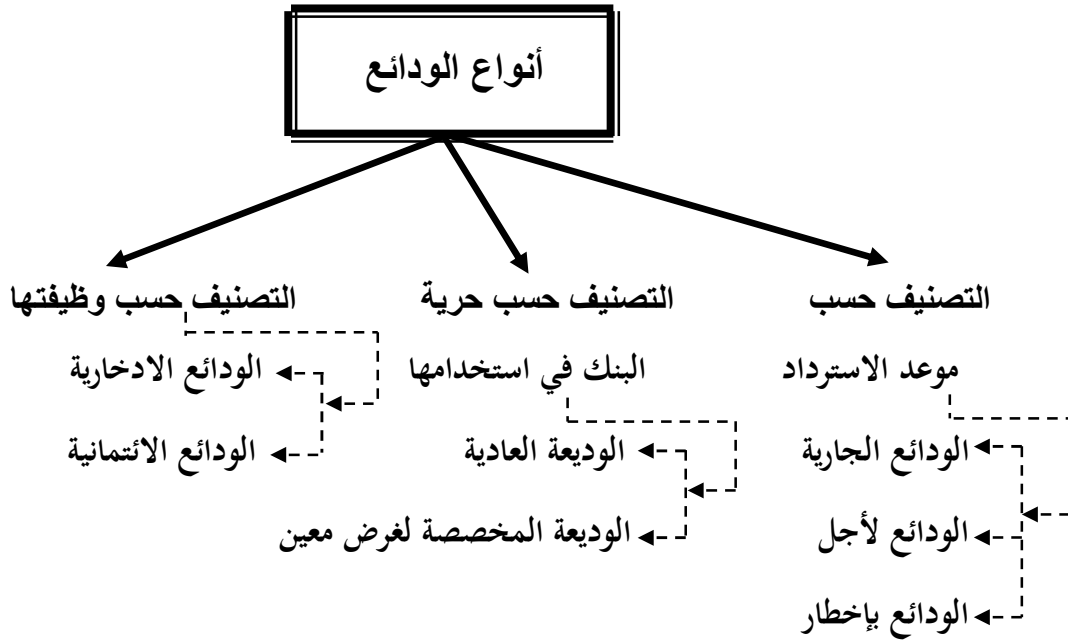 أنواع الودائع
التصنيف حسب
موعد الاسترداد
الودائع الجارية
الودائع لأجل
الودائع بإخطار
التصنيف حسب حرية
البنك في استخدامها
الوديعة العادية
الوديعة المخصصة لغرض معين
التصنيف حسب وظيفتها
الودائع الادخارية
الودائع الائتمانية